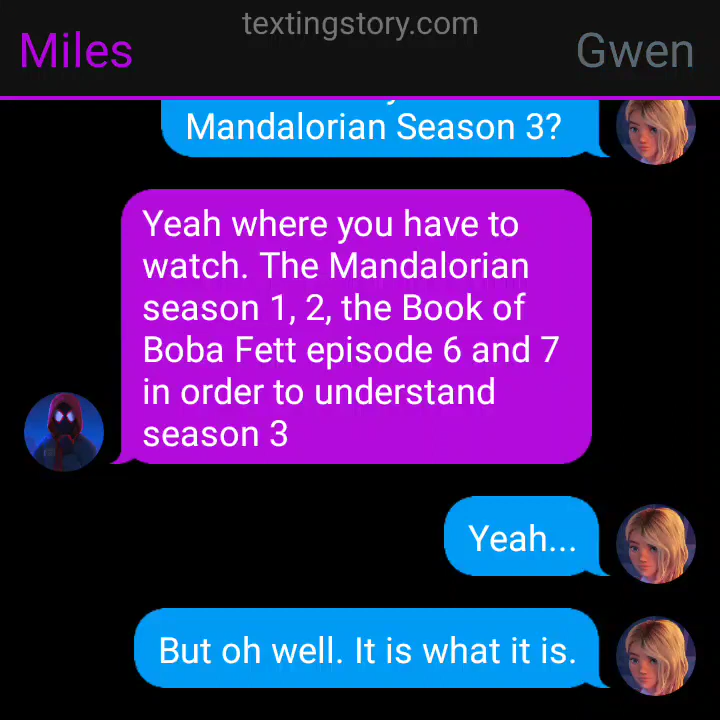 textingstory.com
Miles
Gwen
Mandalorian Season 3?
Yeah where you have to
watch. The Mandalorian
season 1, 2, the Book of
Boba Fett episode 6 and 7
in order to understand
season 3
Yeah...
But oh well. It is what it is.